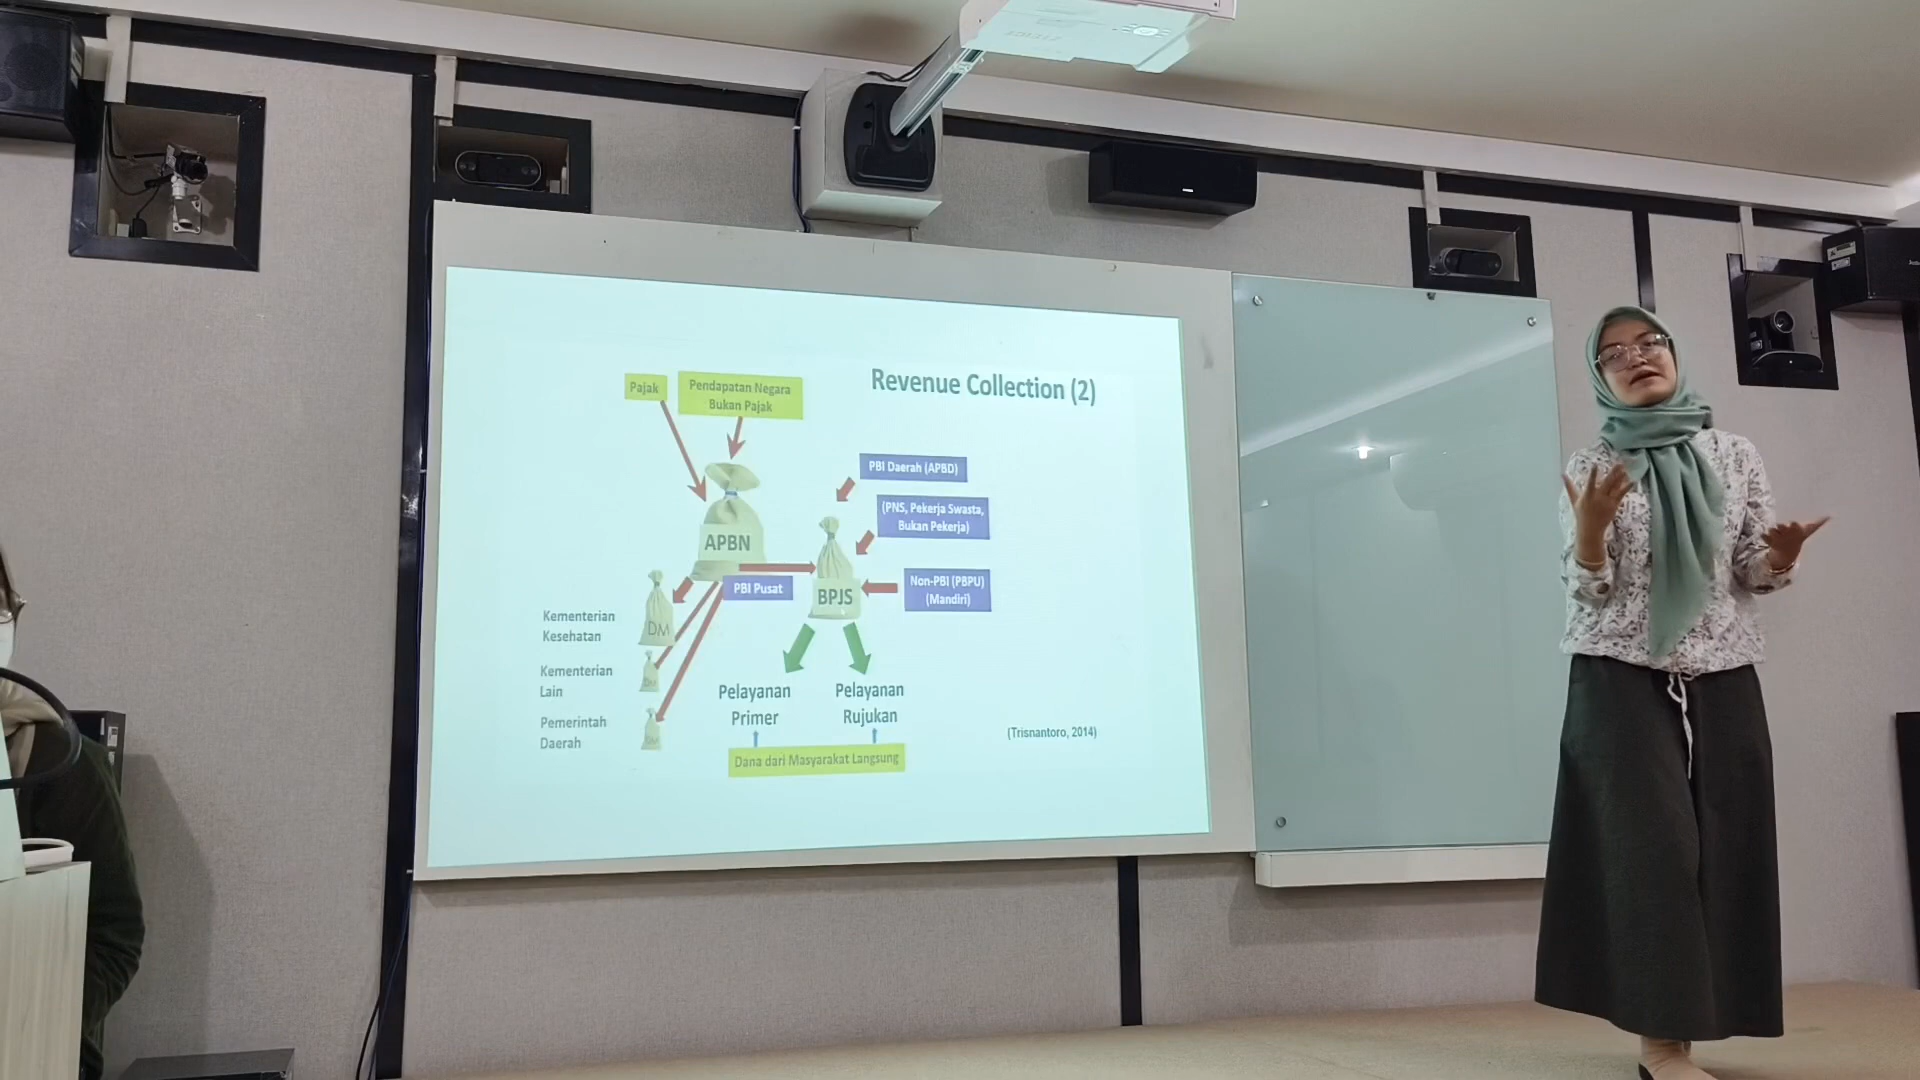 Revenue Collection (2)
Pajak
Pendapatan Negara
Bukan Pajak
PBI Daerah (APBD)
(PNS, Pekerja Swasta,
Bukan Pekerja)
APBN
PBI Pusat
BPJS
Non-PBI (PBPU)
(Mandiri)
Kementerian
Kesehatan
DM
Kementerian
Lain
Pemerintah
Daerah
Pelayanan
Primer
Pelayanan
Rujukan
(Trisnantoro, 2014)
Dana dari Masyarakat Langsung